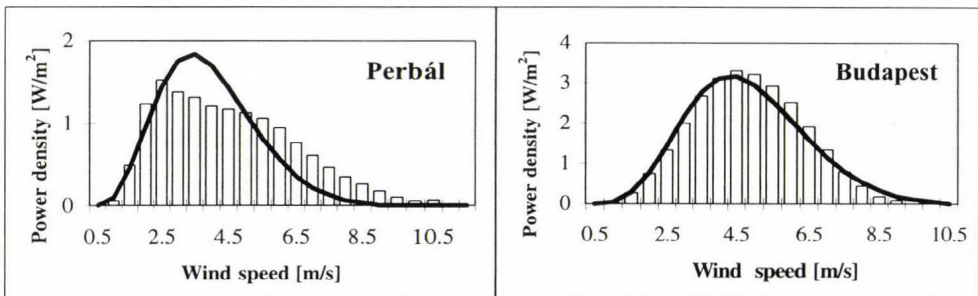 Perbál
Power density [W/m²]
2
1
0
0.5 2.5 4.5 6.5 8.5 10.5
Wind speed [m/s]
Budapest
Power density [W/m²]
4
3
2
1
0
0.5 2.5 4.5 6.5 8.5 10.5
Wind speed [m/s]